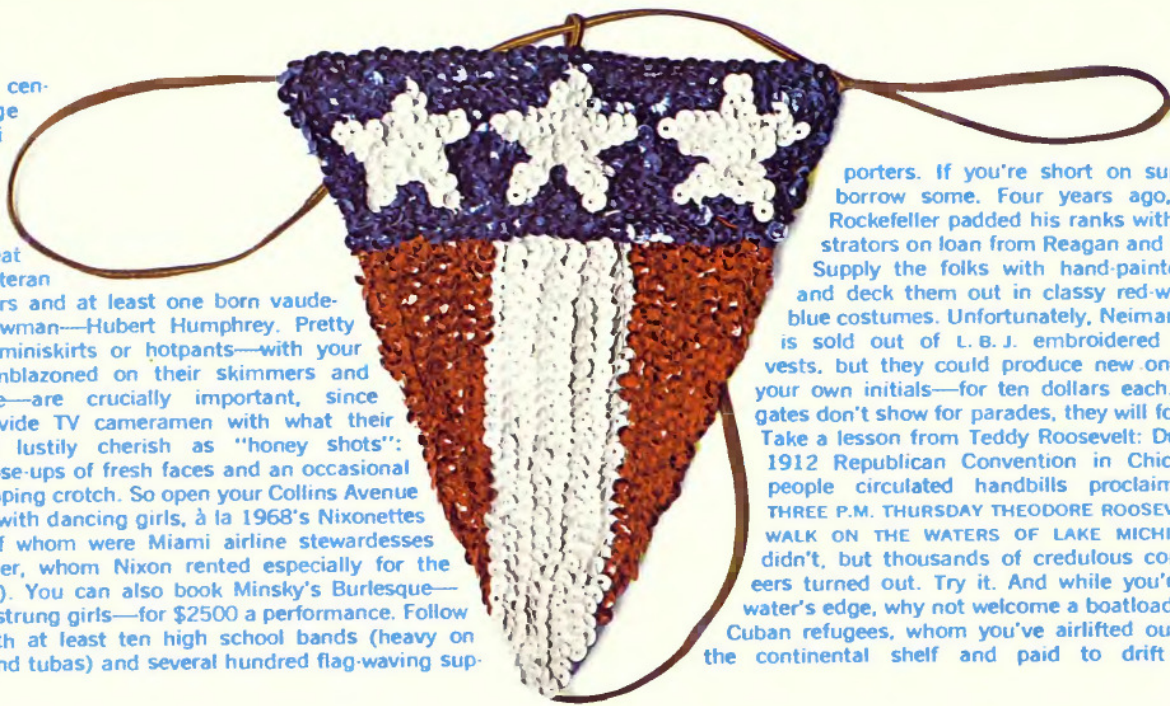 cen-
ge
i
eat
teran
rs and at least one born vaude-
wman—Hubert Humphrey. Pretty
miniskirts or hotpants—with your
nblazoned on their skimmers and
e—are crucially important, since
vide TV cameramen with what their
lustily cherish as "honey shots":
se-ups of fresh faces and an occasional
ping crotch. So open your Collins Avenue
with dancing girls, à la 1968's Nixonettes
f whom were Miami airline stewardesses
er, whom Nixon rented especially for the
). You can also book Minsky's Burlesque—
strung girls—for $2500 a performance. Follow
th at least ten high school bands (heavy on
nd tubas) and several hundred flag-waving sup-
porters. If you're short on su
borrow some. Four years ago,
Rockefeller padded his ranks with
strators on loan from Reagan and
Supply the folks with hand-painte
and deck them out in classy red-w
blue costumes. Unfortunately, Neiman
is sold out of L. B. J. embroidered
vests, but they could produce new on
your own initials—for ten dollars each
gates don't show for parades, they will fo
Take a lesson from Teddy Roosevelt: D
1912 Republican Convention in Chic
people circulated handbills proclaim
THREE P.M. THURSDAY THEODORE ROOSEV
WALK ON THE WATERS OF LAKE MICHI
didn't, but thousands of credulous co
eers turned out. Try it. And while you'
water's edge, why not welcome a boatload
Cuban refugees, whom you've airlifted ou
the continental shelf and paid to drift